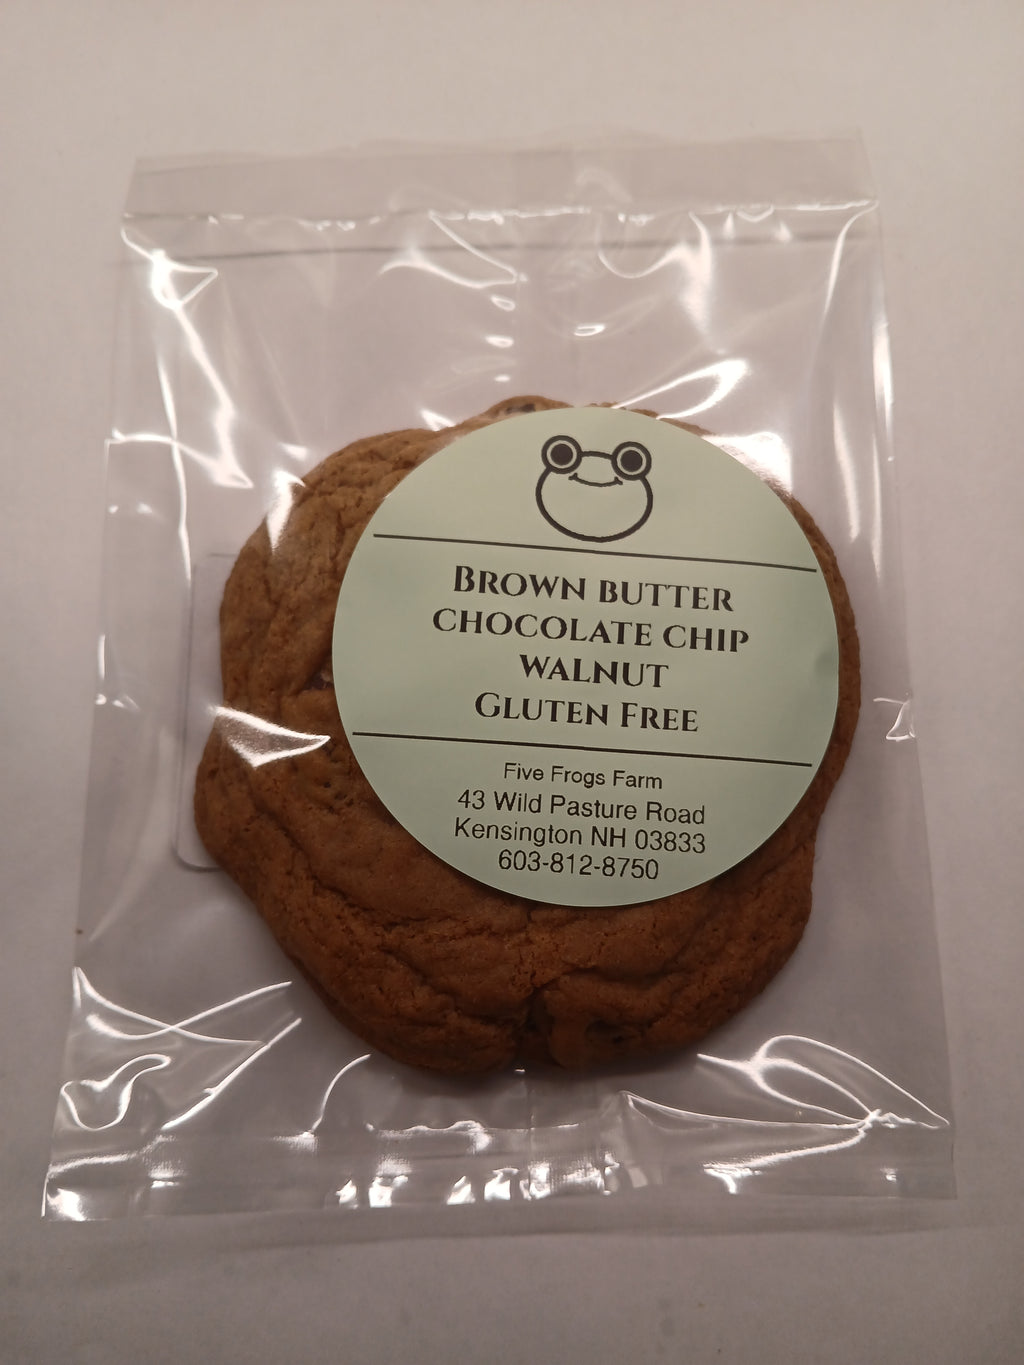 BROWN BUTTER
CHOCOLATE CHIP
WALNUT
GLUTEN FREE
Five Frogs Farm
43 Wild Pasture Road
Kensington NH 03833
603-812-8750